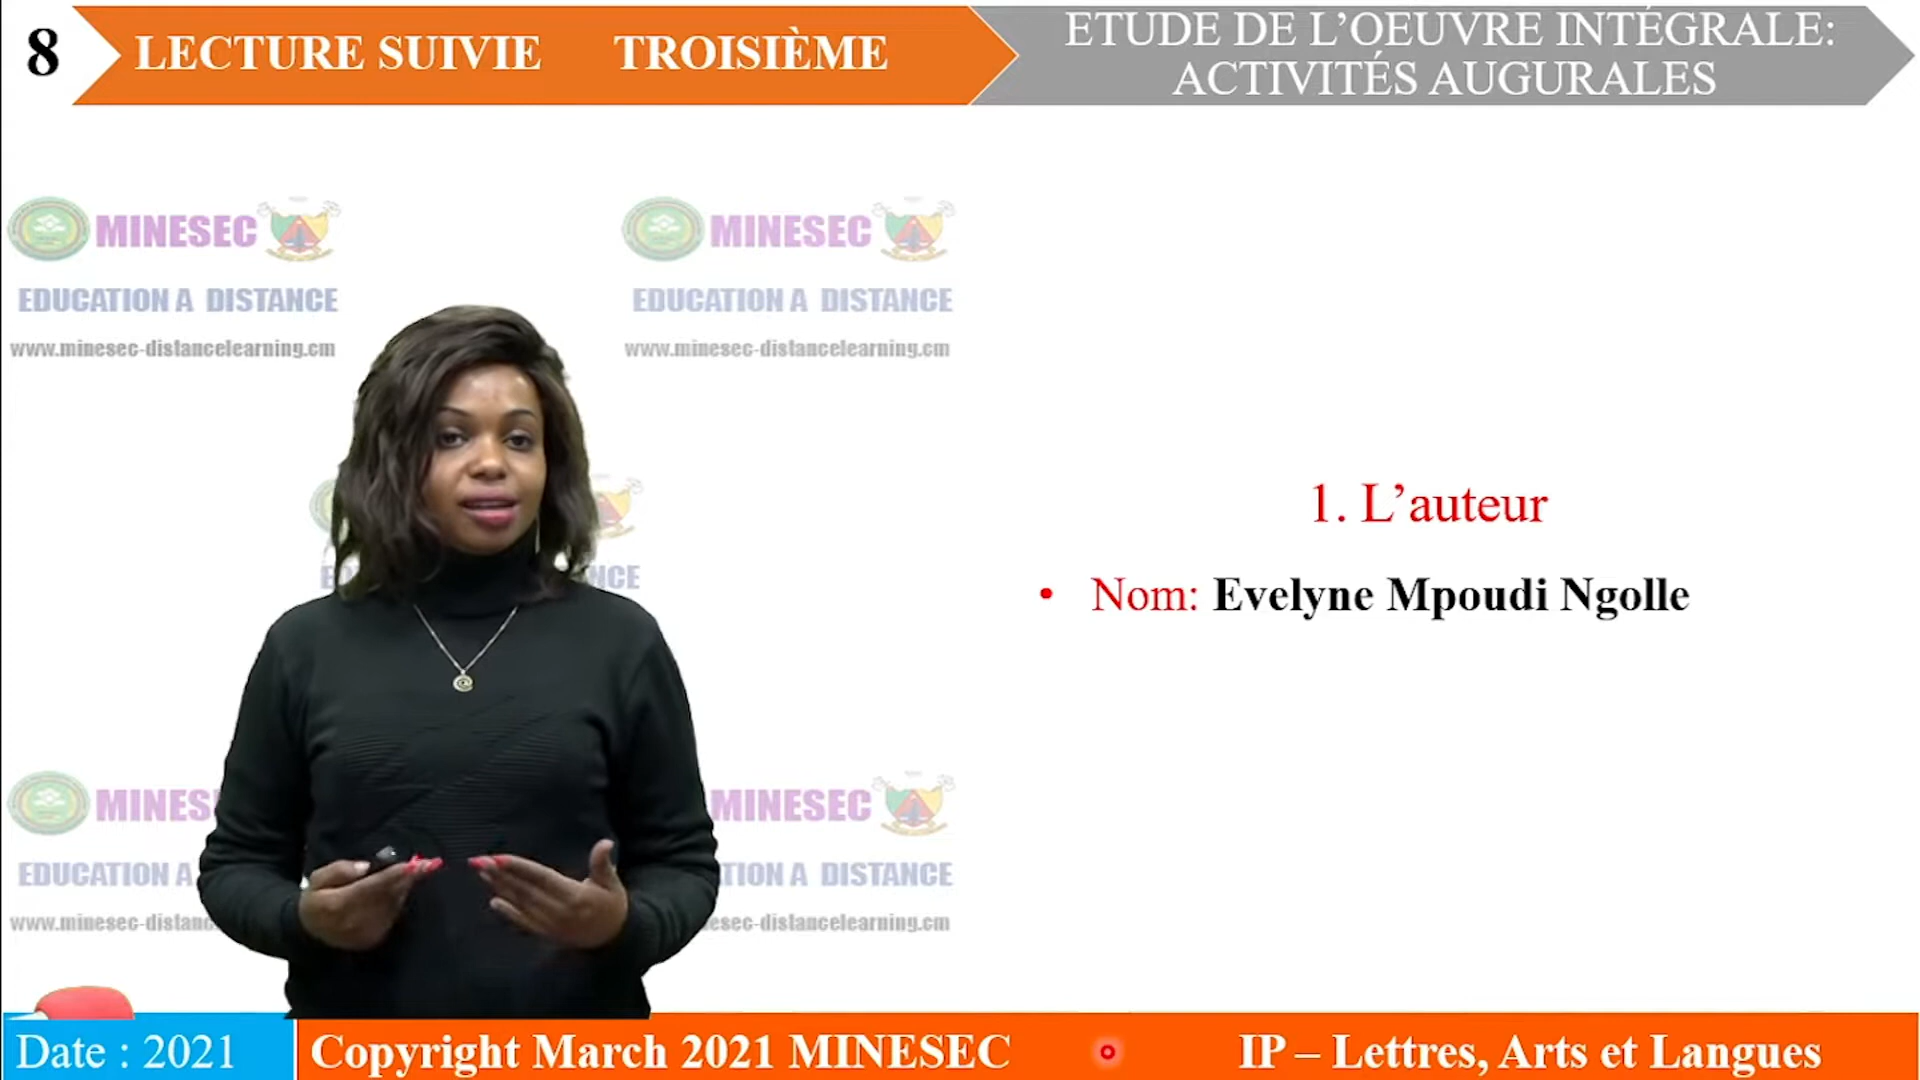 8
LECTURE SUIVIE TROISIÈME
ETUDE DE L’OEUVRE INTÉGRALE:
ACTIVITÉS AUGURALES
MINESEC
EDUCATION A DISTANCE
www.minesec-distancelearning.cm
MINESEC
EDUCATION A DISTANCE
www.minesec-distancelearning.cm
1. L’auteur
• Nom: Evelyne Mpoudi Ngolle
MINESEC
EDUCATION A DISTANCE
esec-distancelearning.cm
Date : 2021
Copyright March 2021 MINESEC
IP – Lettres, Arts et Langues